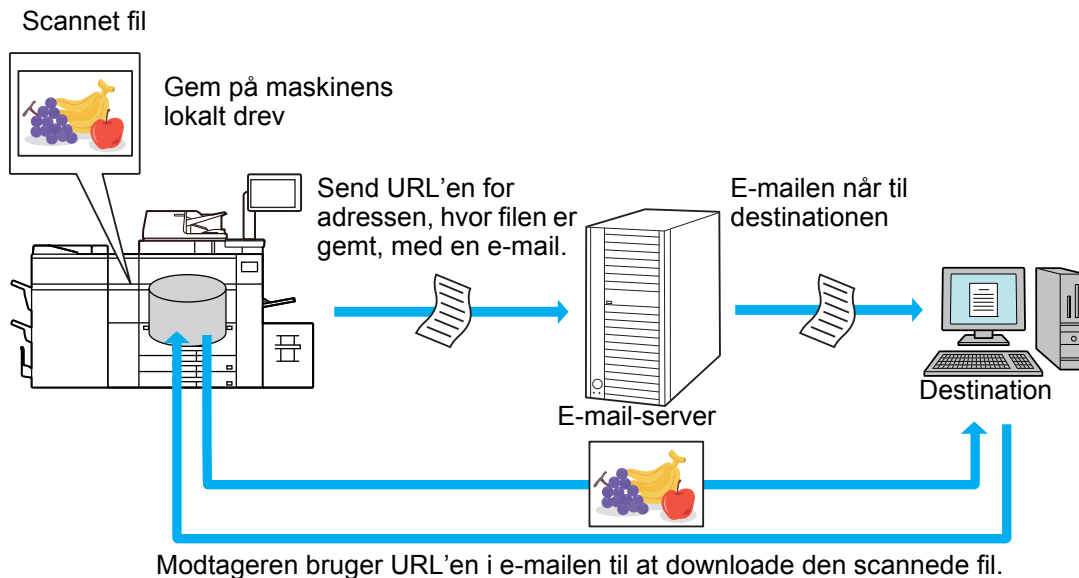 Scannet fil
Gem på maskinens
lokalt drev
Send URL’en for
adressen, hvor filen er
gemt, med en e-mail.
E-mailen når til
destinationen
E-mail-server
Destination
Modtageren bruger URL’en i e-mailen til at downloade den scannede fil.